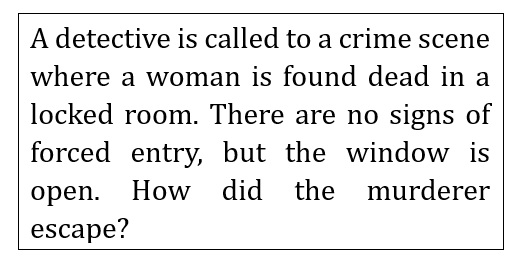 A detective is called to a crime scene
where a woman is found dead in a
locked room. There are no signs of
forced entry, but the window is
open. How did the murderer
escape?